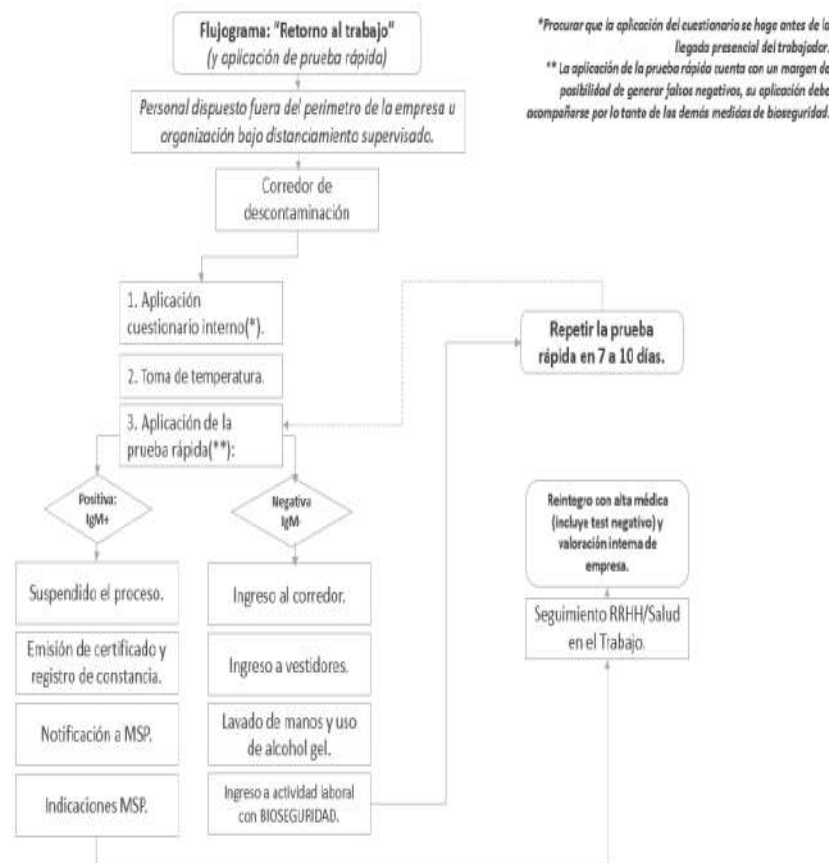 Flujograma: "Retorno al trabajo"
(y aplicación de prueba rápida)
*Procurar que la aplicación del cuestionario se haga antes de la
llegada presencial del trabajador.
** La aplicación de la prueba rápida cuenta con un margen de
posibilidad de generar falsos negativos, su aplicación debe
acompañarse por lo tanto de las demás medidas de bioseguridad.
Personal dispuesto fuera del perímetro de la empresa u
organización bajo distanciamiento supervisado.
Corredor de
descontaminación
1. Aplicación
cuestionario interno(*).
2. Toma de temperatura.
3. Aplicación de la
prueba rápida(**):
Repetir la prueba
rápida en 7 a 10 días.
Positiva:
IgM+
Negativa
IgM-
Suspendido el proceso.
Emisión de certificado y
registro de constancia.
Notificación a MSP.
Indicaciones MSP.
Ingreso al corredor.
Ingreso a vestidores.
Lavado de manos y uso
de alcohol gel.
Ingreso a actividad laboral
con BIOSEGURIDAD.
Reintegro con alta médica
(incluye test negativo) y
valoración interna de
empresa.
Seguimiento RRHH/Salud
en el Trabajo.